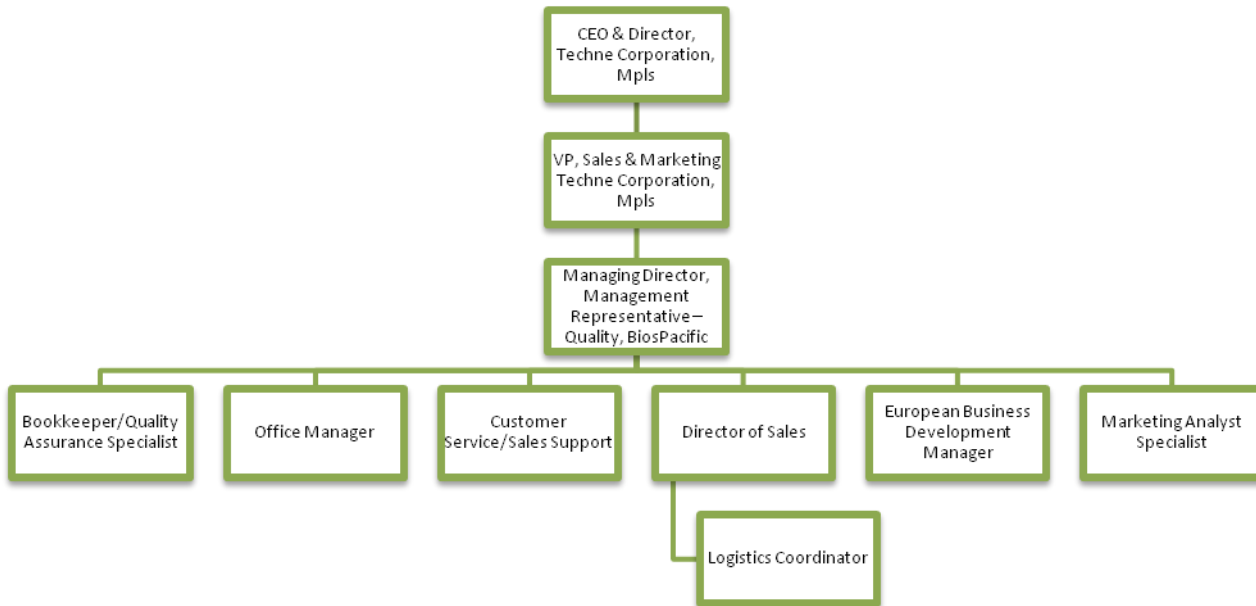 CEO & Director,
Techne Corporation,
Mpls
VP, Sales & Marketing
Techne Corporation,
Mpls
Managing Director,
Management
Representative–
Quality, BiosPacific
Bookkeeper/Quality
Assurance Specialist
Office Manager
Customer
Service/Sales Support
Director of Sales
European Business
Development
Manager
Marketing Analyst
Specialist
Logistics Coordinator